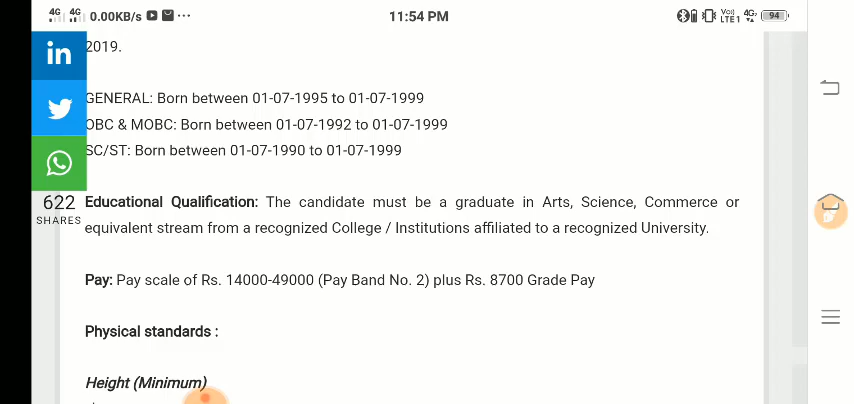 4G 4G 0.00KB/s
11:54 PM
VoLTE1 4G 94
2019.
in
GENERAL: Born between 01-07-1995 to 01-07-1999
OBC & MOBC: Born between 01-07-1992 to 01-07-1999
SC/ST: Born between 01-07-1990 to 01-07-1999
622
SHARES
Educational Qualification: The candidate must be a graduate in Arts, Science, Commerce or
equivalent stream from a recognized College / Institutions affiliated to a recognized University.
Pay: Pay scale of Rs. 14000-49000 (Pay Band No. 2) plus Rs. 8700 Grade Pay
Physical standards :
Height (Minimum)